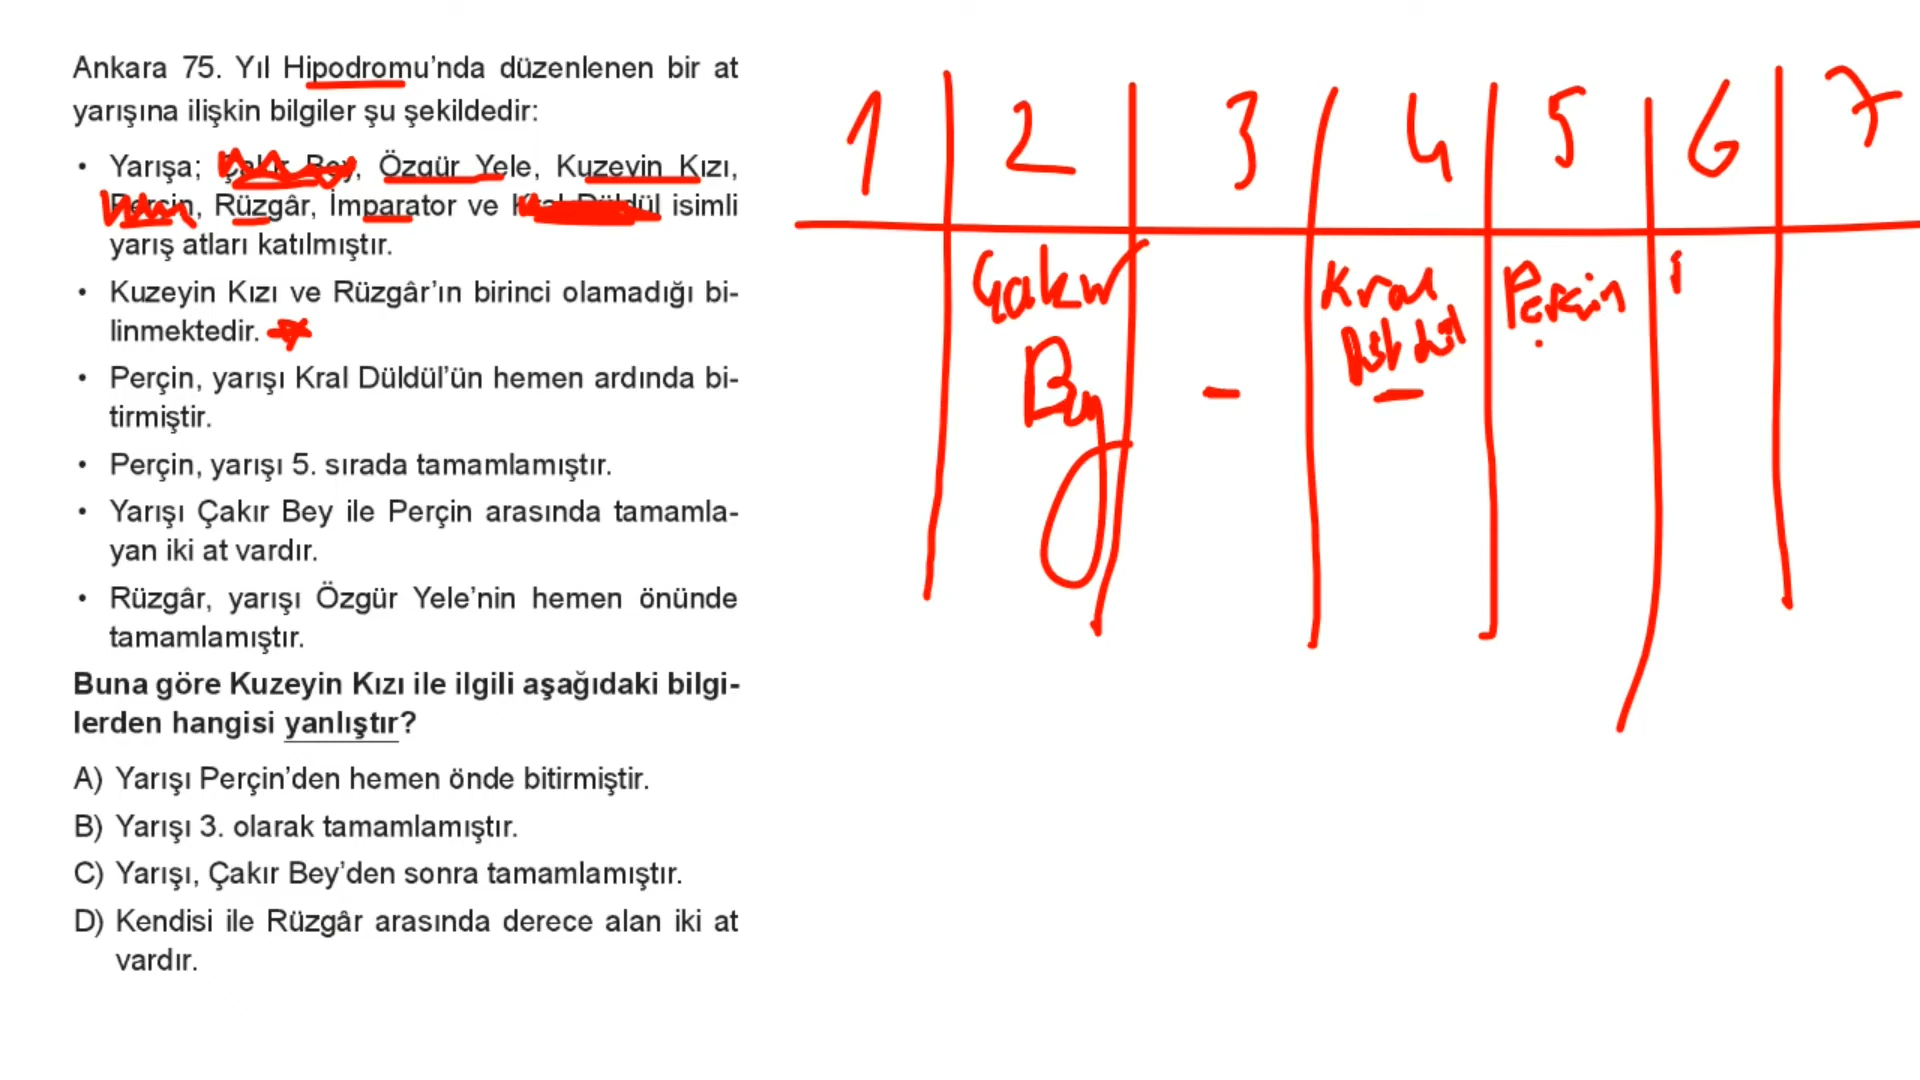 Ankara 75. Yıl Hipodromu'nda düzenlenen bir at
yarışına ilişkin bilgiler şu şekildedir:
• Yarışa; Çakır Bey, Özgür Yele, Kuzeyin Kızı,
Perçin, Rüzgâr, İmparator ve Kral Düldül isimli
yarış atları katılmıştır.
• Kuzeyin Kızı ve Rüzgâr'ın birinci olamadığı bi-
linmektedir.
• Perçin, yarışı Kral Düldül'ün hemen ardında bi-
tirmiştir.
• Perçin, yarışı 5. sırada tamamlamıştır.
• Yarışı Çakır Bey ile Perçin arasında tamamla-
yan iki at vardır.
• Rüzgâr, yarışı Özgür Yele'nin hemen önünde
tamamlamıştır.
Buna göre Kuzeyin Kızı ile ilgili aşağıdaki bilgi-
lerden hangisi yanlıştır?
A) Yarışı Perçin'den hemen önde bitirmiştir.
B) Yarışı 3. olarak tamamlamıştır.
C) Yarışı, Çakır Bey'den sonra tamamlamıştır.
D) Kendisi ile Rüzgâr arasında derece alan iki at
vardır.
1 2 3 4 5 6 7
Çakır
Bey
-
Kral
Düldül
Perçin